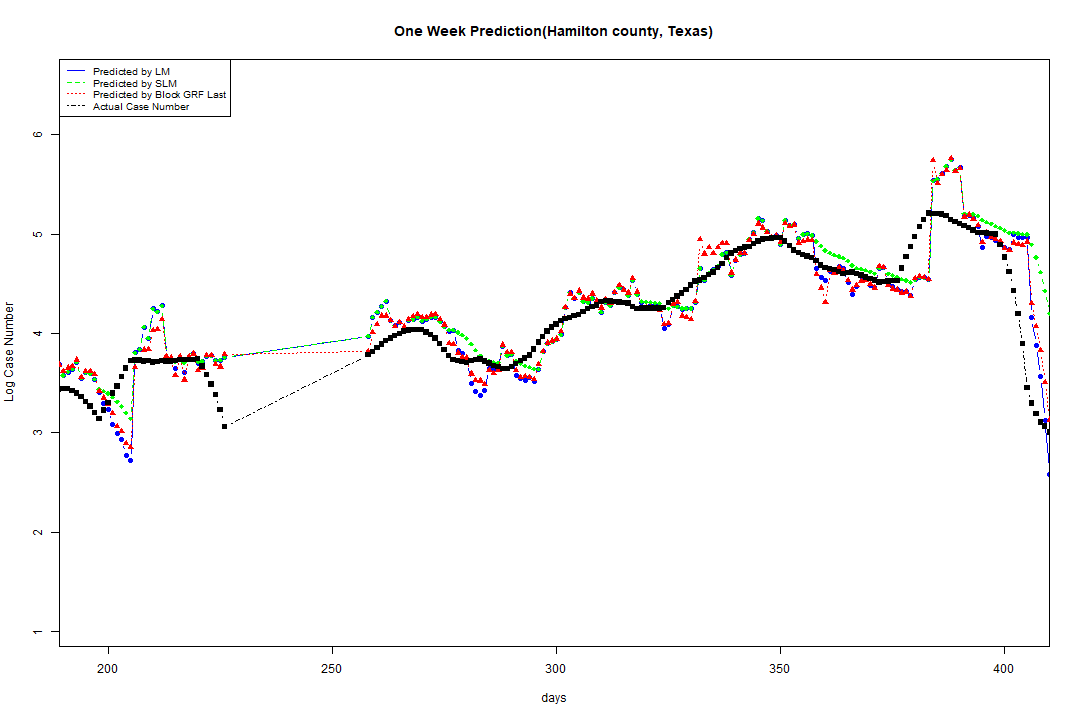 One Week Prediction(Hamilton county, Texas)
Predicted by LM
Predicted by SLM
Predicted by Block GRF Last
Actual Case Number
6
5
4
3
2
1
Log Case Number
200 250 300 350 400
days